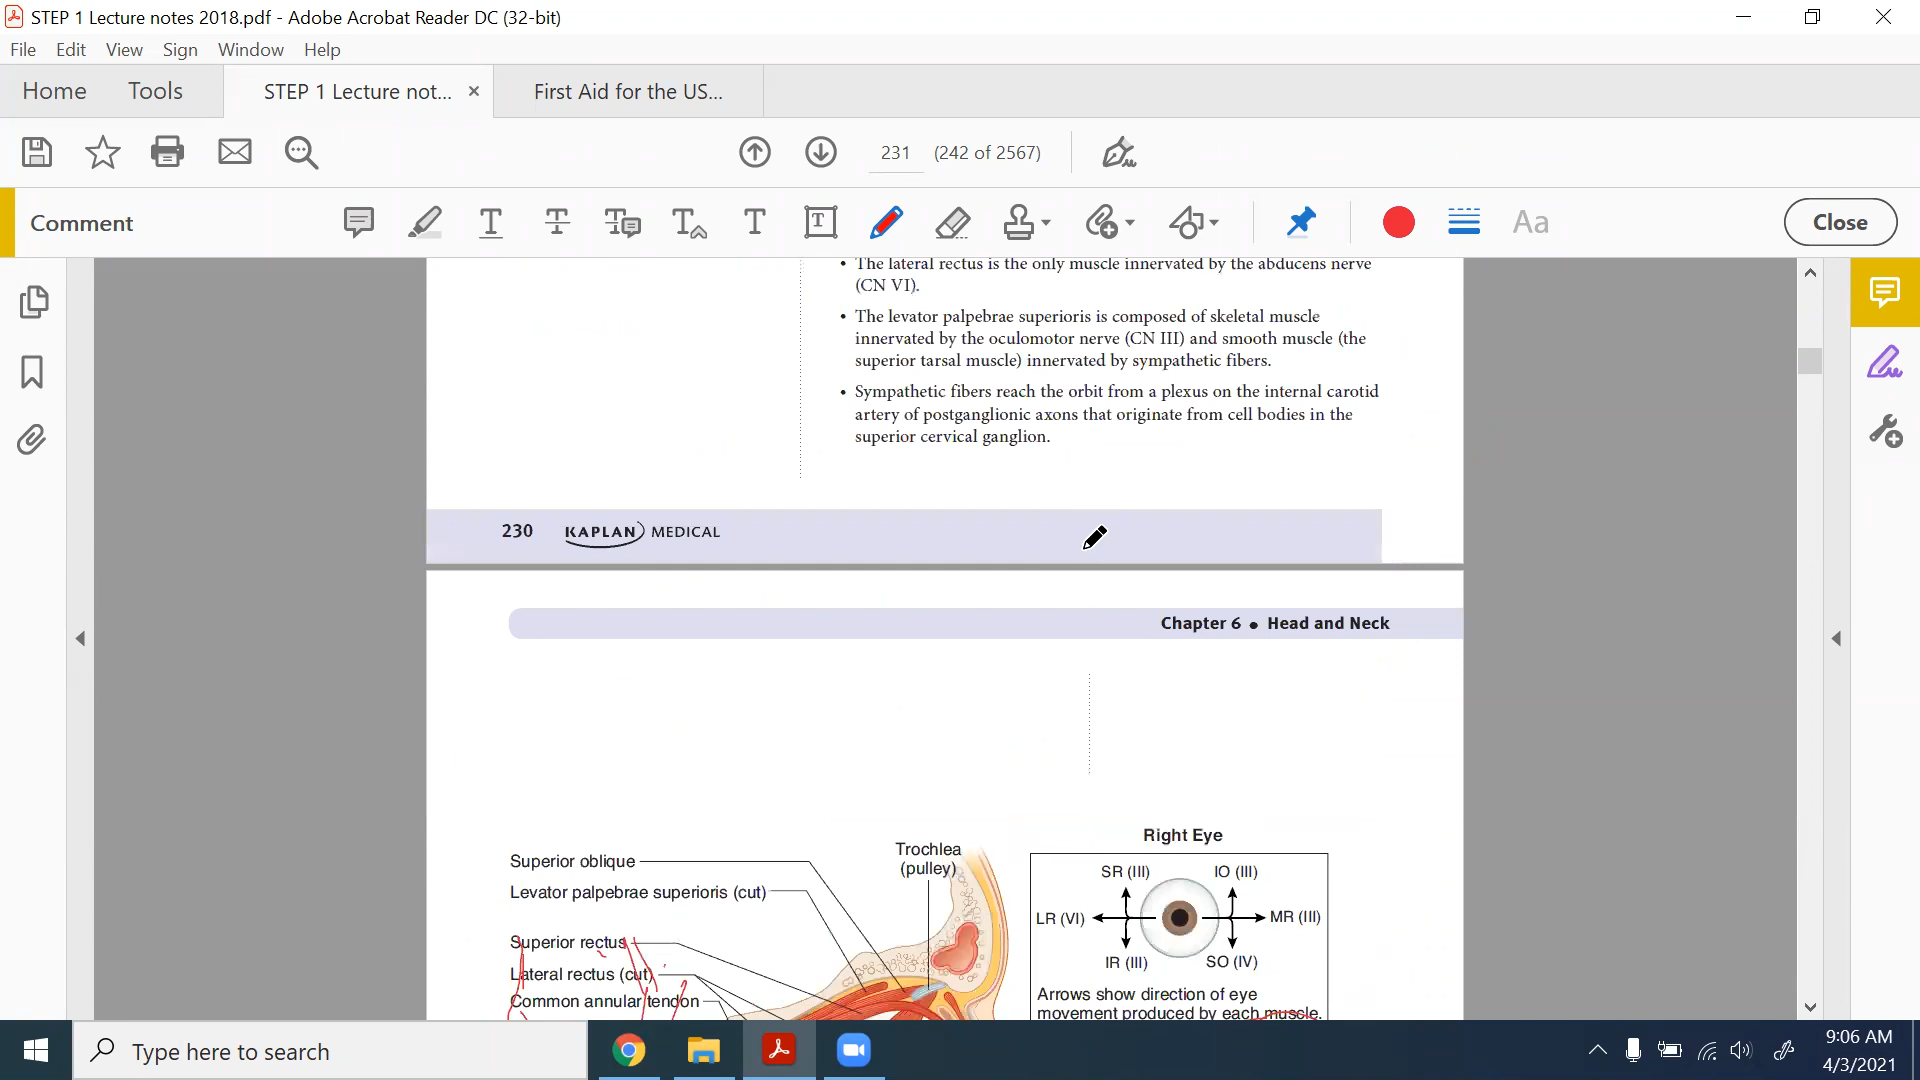 STEP 1 Lecture notes 2018.pdf - Adobe Acrobat Reader DC (32-bit)
File Edit View Sign Window Help
Home Tools STEP 1 Lecture not... × First Aid for the US...
231 (242 of 2567)
Comment
Aa
Close
• The lateral rectus is the only muscle innervated by the abducens nerve
(CN VI).
• The levator palpebrae superioris is composed of skeletal muscle
innervated by the oculomotor nerve (CN III) and smooth muscle (the
superior tarsal muscle) innervated by sympathetic fibers.
• Sympathetic fibers reach the orbit from a plexus on the internal carotid
artery of postganglionic axons that originate from cell bodies in the
superior cervical ganglion.
230 KAPLAN MEDICAL
Chapter 6 • Head and Neck
Superior oblique
Levator palpebrae superioris (cut)
Superior rectus
Lateral rectus (cut)
Common annular tendon
Trochlea
(pulley)
Right Eye
SR (III) IO (III)
LR (VI) MR (III)
IR (III) SO (IV)
Arrows show direction of eye
movement produced by each muscle.
Type here to search
9:06 AM
4/3/2021